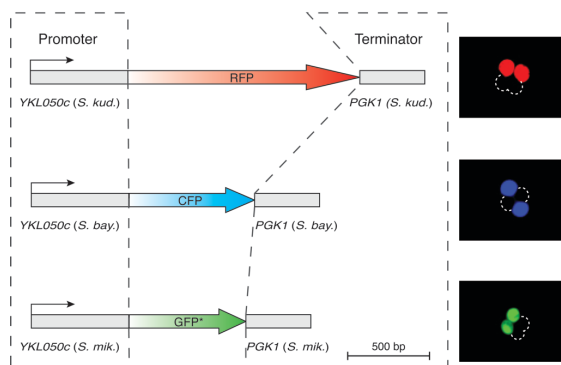 Promoter
Terminator
RFP
YKL050c (S. kud.)
PGK1 (S. kud.)
CFP
YKL050c (S. bay.)
PGK1 (S. bay.)
GFP*
YKL050c (S. mik.)
PGK1 (S. mik.)
500 bp